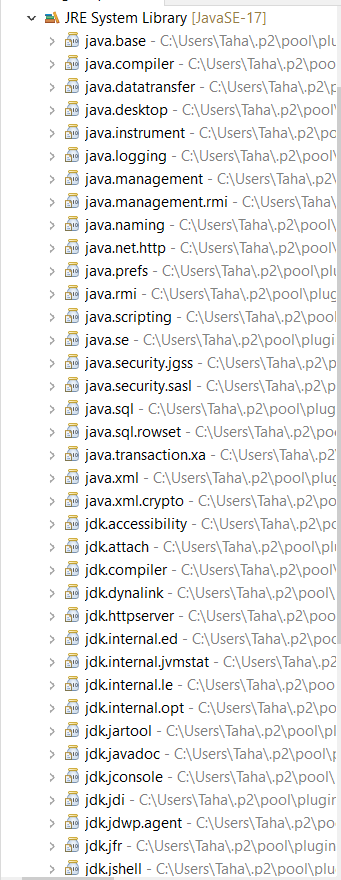 JRE System Library [JavaSE-17]
java.base - C:\Users\Taha\.p2\pool\plu
java.compiler - C:\Users\Taha\.p2\pool\
java.datatransfer - C:\Users\Taha\.p2\p
java.desktop - C:\Users\Taha\.p2\pool\
java.instrument - C:\Users\Taha\.p2\poo
java.logging - C:\Users\Taha\.p2\pool\p
java.management - C:\Users\Taha\.p2\
java.management.rmi - C:\Users\Taha\
java.naming - C:\Users\Taha\.p2\pool\p
java.net.http - C:\Users\Taha\.p2\pool\
java.prefs - C:\Users\Taha\.p2\pool\plu
java.rmi - C:\Users\Taha\.p2\pool\plug
java.scripting - C:\Users\Taha\.p2\pool\
java.se - C:\Users\Taha\.p2\pool\plugin
java.security.jgss - C:\Users\Taha\.p2\p
java.security.sasl - C:\Users\Taha\.p2\p
java.sql - C:\Users\Taha\.p2\pool\plug
java.sql.rowset - C:\Users\Taha\.p2\poo
java.transaction.xa - C:\Users\Taha\.p2\
java.xml - C:\Users\Taha\.p2\pool\plug
java.xml.crypto - C:\Users\Taha\.p2\poo
jdk.accessibility - C:\Users\Taha\.p2\po
jdk.attach - C:\Users\Taha\.p2\pool\plu
jdk.compiler - C:\Users\Taha\.p2\pool\
jdk.dynalink - C:\Users\Taha\.p2\pool\p
jdk.httpserver - C:\Users\Taha\.p2\pool
jdk.internal.ed - C:\Users\Taha\.p2\poo
jdk.internal.jvmstat - C:\Users\Taha\.p2
jdk.internal.le - C:\Users\Taha\.p2\poo
jdk.internal.opt - C:\Users\Taha\.p2\po
jdk.jartool - C:\Users\Taha\.p2\pool\plu
jdk.javadoc - C:\Users\Taha\.p2\pool\p
jdk.jconsole - C:\Users\Taha\.p2\pool\p
jdk.jdi - C:\Users\Taha\.p2\pool\plugin
jdk.jdwp.agent - C:\Users\Taha\.p2\po
jdk.jfr - C:\Users\Taha\.p2\pool\plugin
jdk.jshell - C:\Users\Taha\.p2\pool\plu